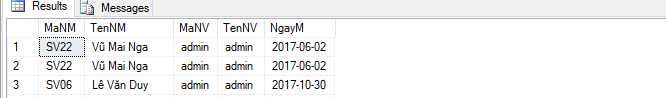 Results Messages
MaNM TenNM MaNV TenNV NgayM
1 SV22 Vũ Mai Nga admin admin 2017-06-02
2 SV22 Vũ Mai Nga admin admin 2017-06-02
3 SV06 Lê Văn Duy admin admin 2017-10-30